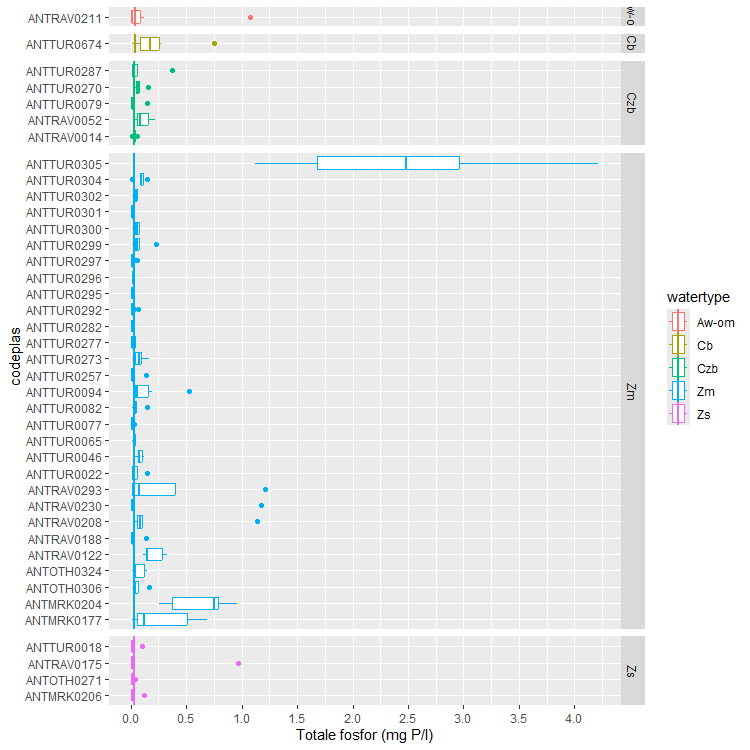 ANTRAV0211
w-o
ANTTUR0674
Cb
ANTTUR0287
ANTTUR0270
ANTTUR0079
ANTRAV0052
ANTRAV0014
Czb
ANTTUR0305
ANTTUR0304
ANTTUR0302
ANTTUR0301
ANTTUR0300
ANTTUR0299
ANTTUR0297
ANTTUR0296
ANTTUR0295
ANTTUR0292
ANTTUR0282
ANTTUR0277
ANTTUR0273
ANTTUR0257
ANTTUR0094
ANTTUR0082
ANTTUR0077
ANTTUR0065
ANTTUR0046
ANTTUR0022
ANTRAV0293
ANTRAV0230
ANTRAV0208
ANTRAV0188
ANTRAV0122
ANTOTH0324
ANTOTH0306
ANTMRK0204
ANTMRK0177
Zm
ANTTUR0018
ANTRAV0175
ANTOTH0271
ANTMRK0206
Zs
codeplas
0.0 0.5 1.0 1.5 2.0 2.5 3.0 3.5 4.0
Totale fosfor (mg P/l)
watertype
Aw-om
Cb
Czb
Zm
Zs